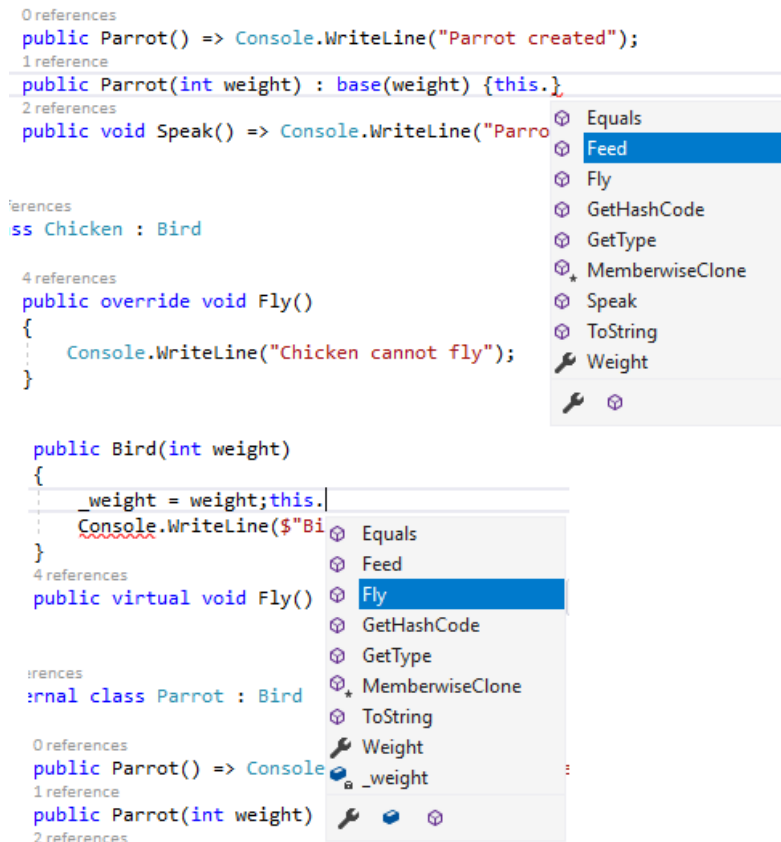 0 references
public Parrot() => Console.WriteLine("Parrot created");
1 reference
public Parrot(int weight) : base(weight) {this.}
2 references
public void Speak() => Console.WriteLine("Parro
Equals
Feed
Fly
GetHashCode
GetType
MemberwiseClone
Speak
ToString
Weight
ferences
ss Chicken : Bird
4 references
public override void Fly()
{
Console.WriteLine("Chicken cannot fly");
}
public Bird(int weight)
{
_weight = weight;this.
Console.WriteLine($"Bi
}
4 references
public virtual void Fly()
Equals
Feed
Fly
GetHashCode
GetType
MemberwiseClone
ToString
Weight
_weight
erences
ernal class Parrot : Bird
0 references
public Parrot() => Console
1 reference
public Parrot(int weight)
2 references